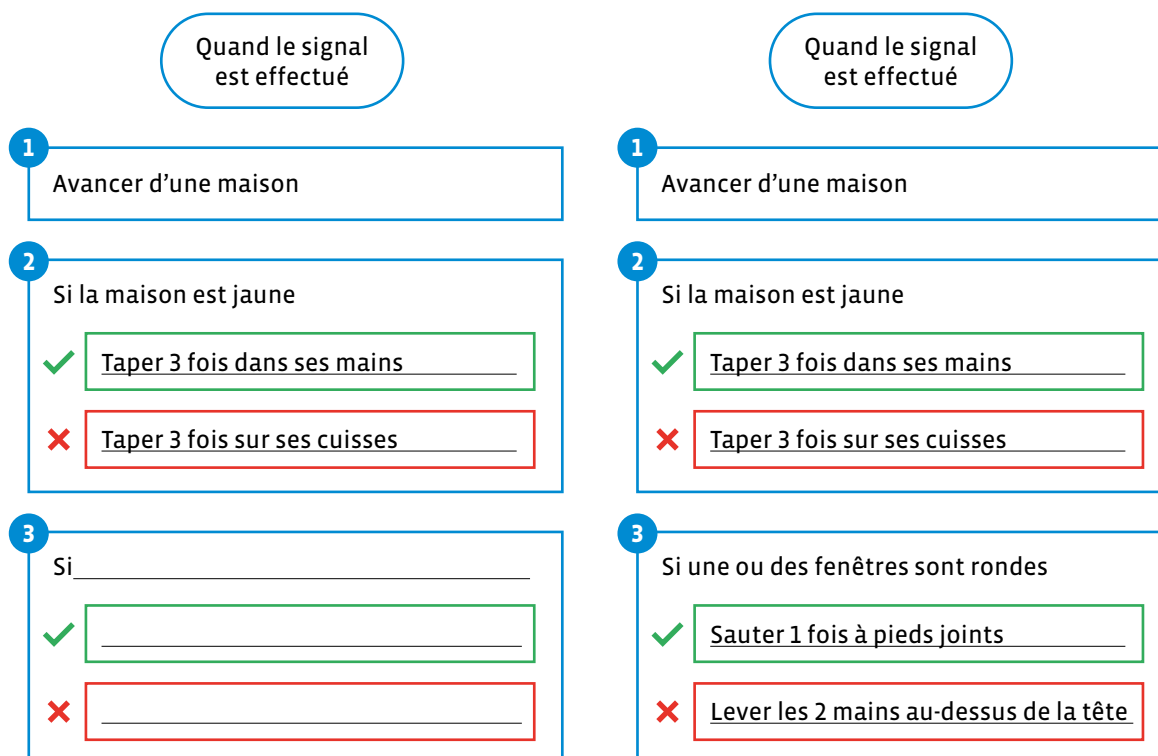 Quand le signal
est effectué
1
Avancer d'une maison
2
Si la maison est jaune
Taper 3 fois dans ses mains
Taper 3 fois sur ses cuisses
3
Si
Quand le signal
est effectué
1
Avancer d'une maison
2
Si la maison est jaune
Taper 3 fois dans ses mains
Taper 3 fois sur ses cuisses
3
Si une ou des fenêtres sont rondes
Sauter 1 fois à pieds joints
Lever les 2 mains au-dessus de la tête